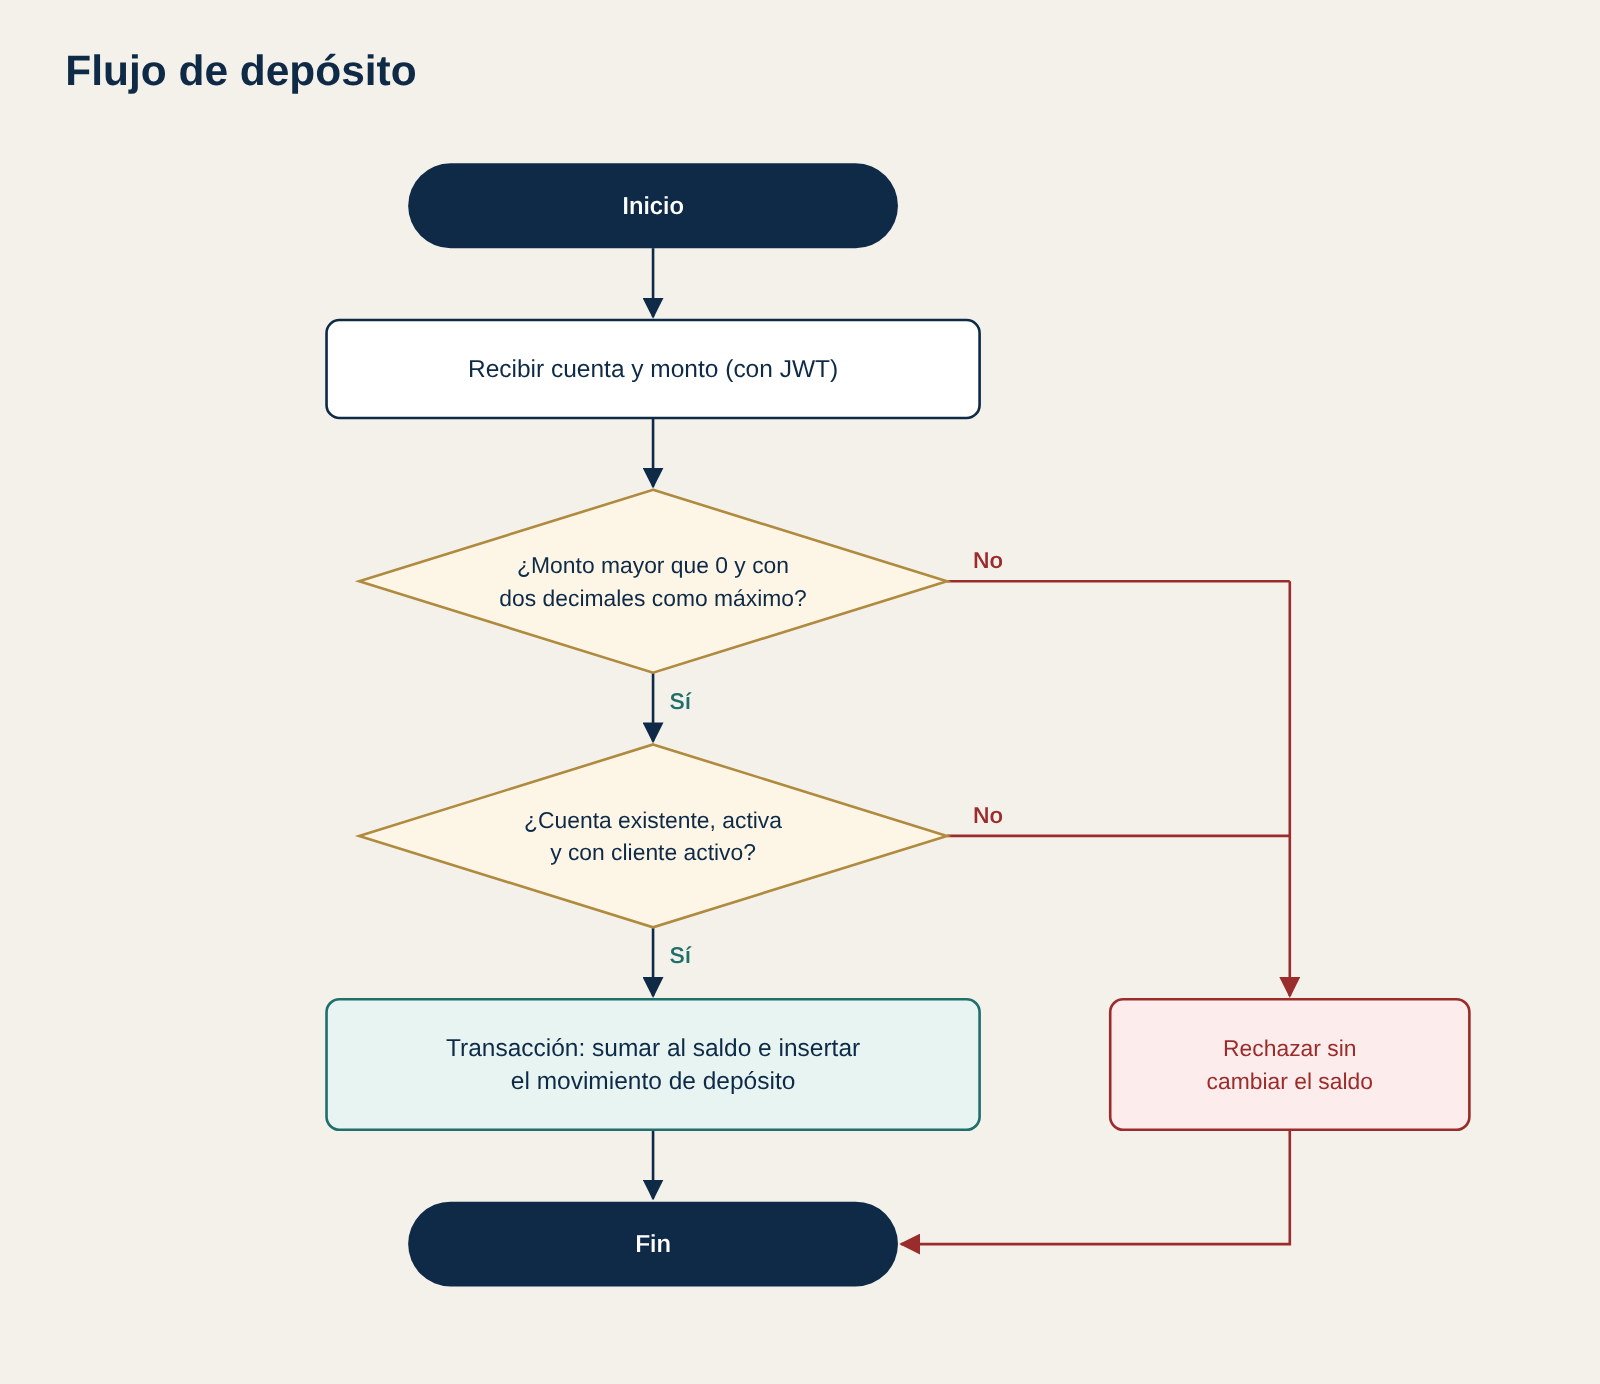 Flujo de depósito
Inicio
Recibir cuenta y monto (con JWT)
¿Monto mayor que 0 y con
dos decimales como máximo?
No
Sí
¿Cuenta existente, activa
y con cliente activo?
No
Sí
Transacción: sumar al saldo e insertar
el movimiento de depósito
Rechazar sin
cambiar el saldo
Fin